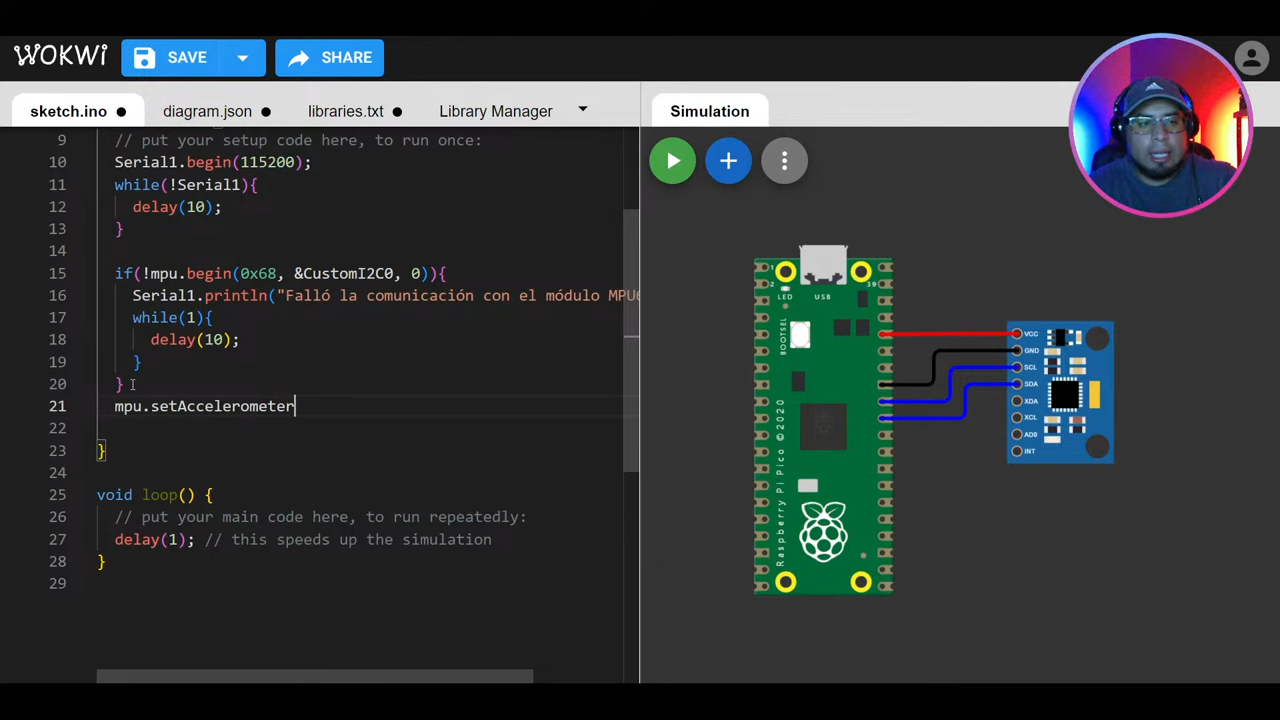 WOKWI
SAVE
SHARE
sketch.ino
diagram.json
libraries.txt
Library Manager
Simulation
9 // put your setup code here, to run once:
10 Serial1.begin(115200);
11 while(!Serial1){
12 delay(10);
13 }
14
15 if(!mpu.begin(0x68, &CustomI2C0, 0)){
16 Serial1.println("Falló la comunicación con el módulo MPU
17 while(1){
18 delay(10);
19 }
20 }
21 mpu.setAccelerometer
22
23 }
24
25 void loop() {
26 // put your main code here, to run repeatedly:
27 delay(1); // this speeds up the simulation
28 }
29
1
2
39
LED
USB
BOOTSEL
Raspberry Pi Pico ©2020
VCC
GND
SCL
SDA
XDA
XCL
AD0
INT